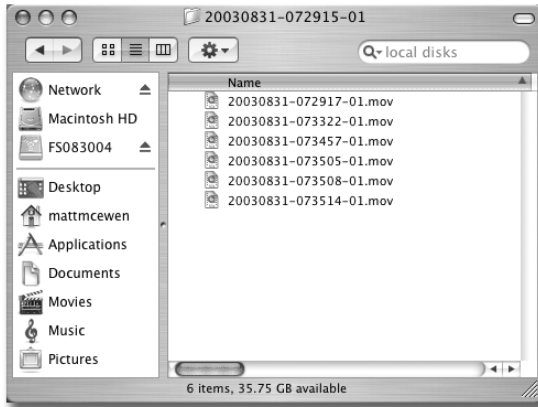 20030831-072915-01
local disks
Network
Macintosh HD
FS083004
Desktop
mattmcewen
Applications
Documents
Movies
Music
Pictures
Name
20030831-072917-01.mov
20030831-073322-01.mov
20030831-073457-01.mov
20030831-073505-01.mov
20030831-073508-01.mov
20030831-073514-01.mov
6 items, 35.75 GB available